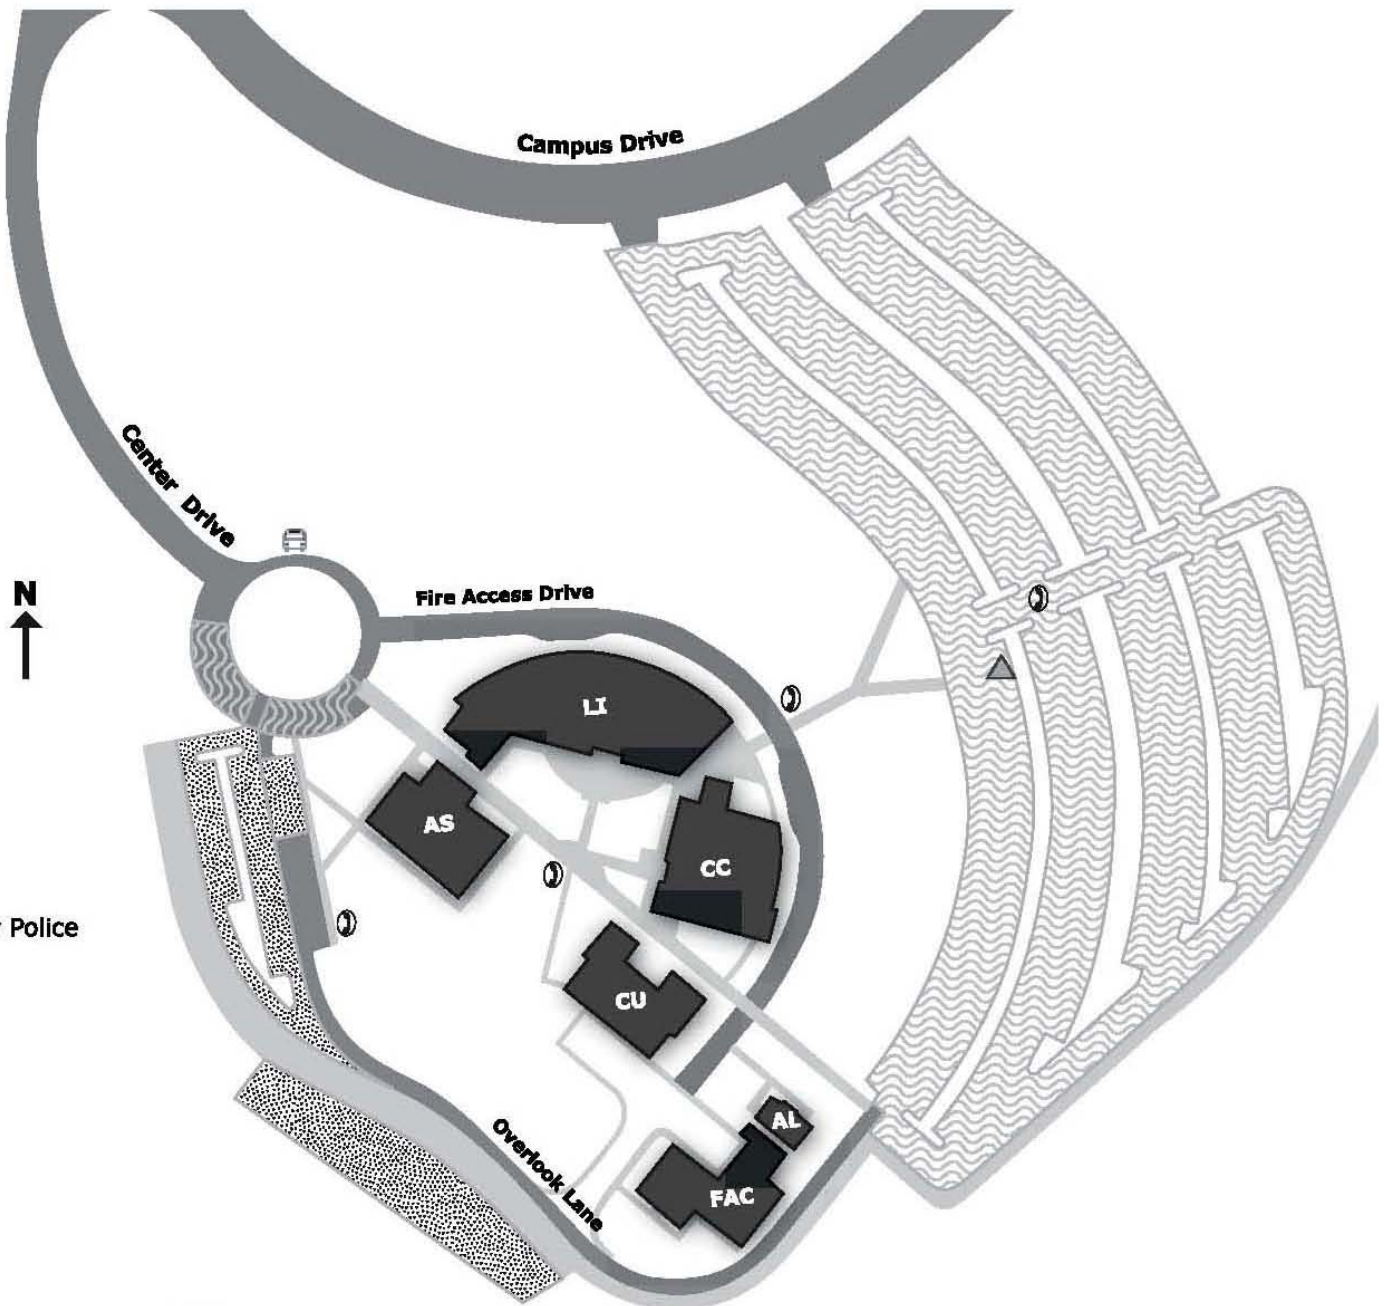 Campus Drive
Center Drive
N
Fire Access Drive
LI
AS
CC
Police
CU
AL
Overlook Lane
FAC